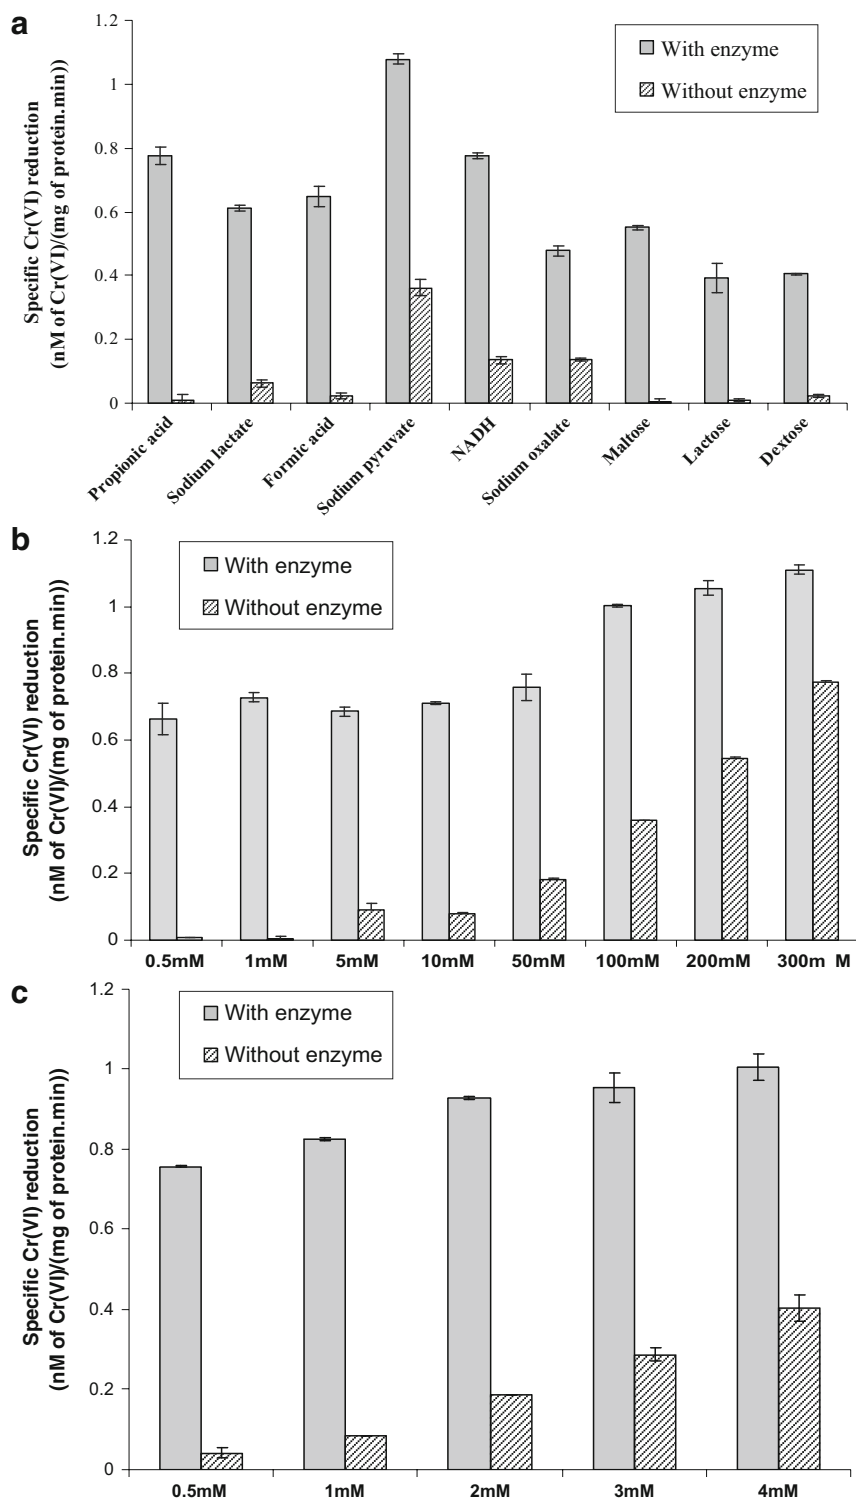 a
1.2
1
0.8
0.6
0.4
0.2
0
Specific Cr(VI) reduction
(nM of Cr(VI)/(mg of protein.min))
With enzyme
Without enzyme
Propionic acid
Sodium lactate
Formic acid
Sodium pyruvate
NADH
Sodium oxalate
Maltose
Lactose
Dextose
b
1.2
1
0.8
0.6
0.4
0.2
0
Specific Cr(VI) reduction
(nM of Cr(VI)/(mg of protein.min))
With enzyme
Without enzyme
0.5mM 1mM 5mM 10mM 50mM 100mM 200mM 300m M
c
1.2
1
0.8
0.6
0.4
0.2
0
Specific Cr(VI) reduction
(nM of Cr(VI)/(mg of protein.min))
With enzyme
Without enzyme
0.5mM 1mM 2mM 3mM 4mM